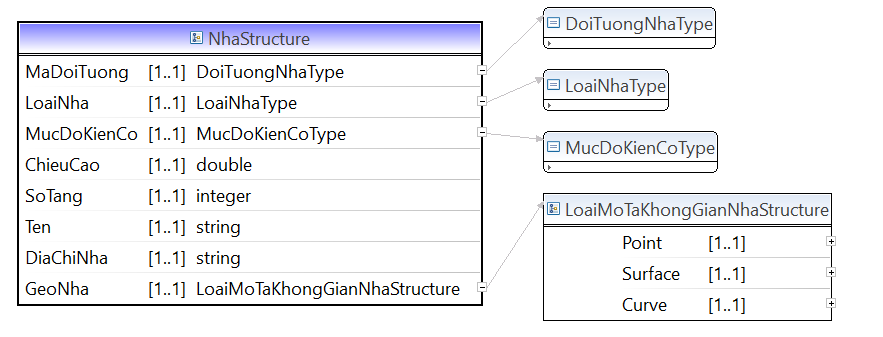 NhaStructure
MaDoiTuong [1..1] DoiTuongNhaType
LoaiNha [1..1] LoaiNhaType
MucDoKienCo [1..1] MucDoKienCoType
ChieuCao [1..1] double
SoTang [1..1] integer
Ten [1..1] string
DiaChiNha [1..1] string
GeoNha [1..1] LoaiMoTaKhongGianNhaStructure
DoiTuongNhaType
LoaiNhaType
MucDoKienCoType
LoaiMoTaKhongGianNhaStructure
Point [1..1]
Surface [1..1]
Curve [1..1]